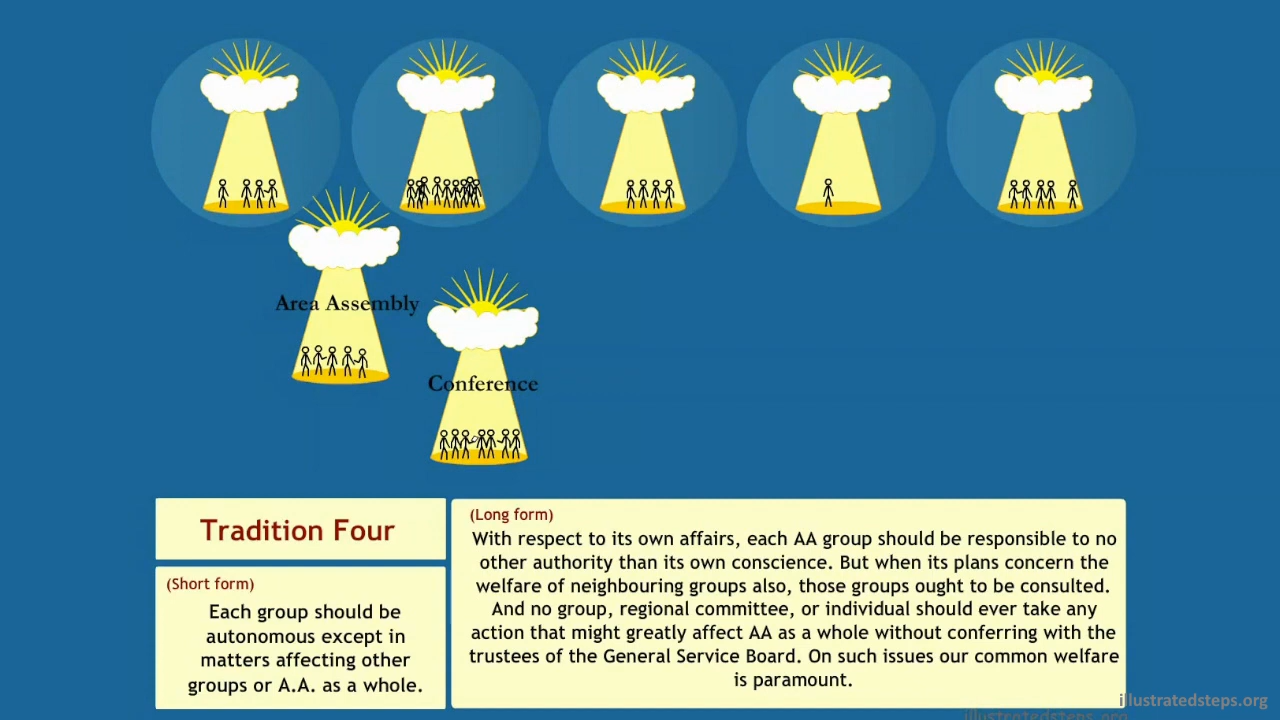 Area Assembly
Conference
Tradition Four
(Short form)
Each group should be
autonomous except in
matters affecting other
groups or A.A. as a whole.
(Long form)
With respect to its own affairs, each AA group should be responsible to no
other authority than its own conscience. But when its plans concern the
welfare of neighbouring groups also, those groups ought to be consulted.
And no group, regional committee, or individual should ever take any
action that might greatly affect AA as a whole without conferring with the
trustees of the General Service Board. On such issues our common welfare
is paramount.
illustratedsteps.org
illustratedsteps.org